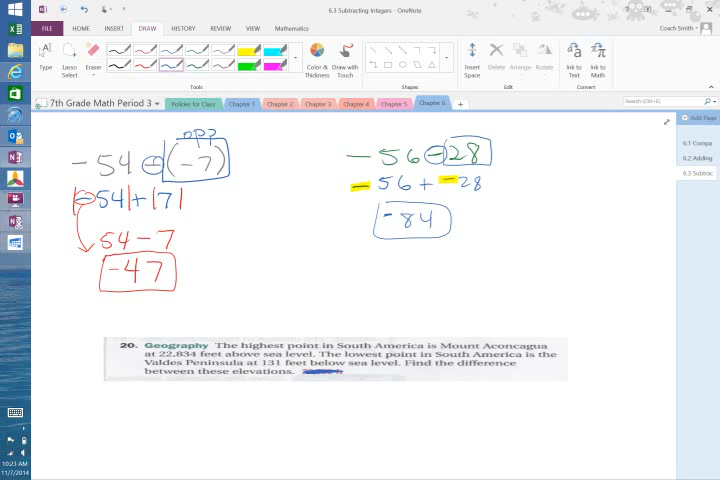 6.3 Subtracting Integers - OneNote
FILE HOME INSERT DRAW HISTORY REVIEW VIEW Mathematics
Coach Smith
Type Lasso Select Eraser
Color & Thickness Draw with Touch
Insert Space Delete Arrange Rotate
Ink to Text Ink to Math
Tools Shapes Edit Convert
7th Grade Math Period 3 Policies for Class Chapter 1 Chapter 2 Chapter 3 Chapter 4 Chapter 5 Chapter 6 +
Search (Ctrl+E)
Add Page
6.1 Compa
6.2 Adding
6.3 Subtrac
opp
-54 - (-7)
|-54| + |7|
54 - 7
-47
-56 - 28
-56 + -28
-84
20. Geography The highest point in South America is Mount Aconcagua
at 22,834 feet above sea level. The lowest point in South America is the
Valdes Peninsula at 131 feet below sea level. Find the difference
between these elevations.
10:23 AM
11/7/2014